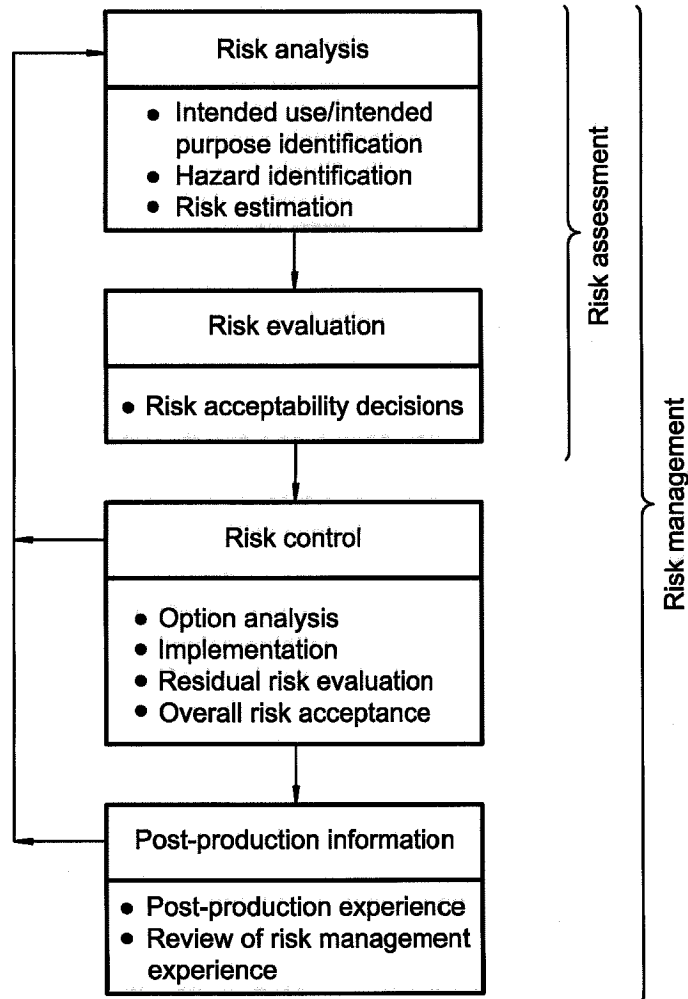 Risk analysis
● Intended use/intended
purpose identification
● Hazard identification
● Risk estimation
Risk evaluation
● Risk acceptability decisions
Risk control
● Option analysis
● Implementation
● Residual risk evaluation
● Overall risk acceptance
Post-production information
● Post-production experience
● Review of risk management
experience
Risk assessment
Risk management